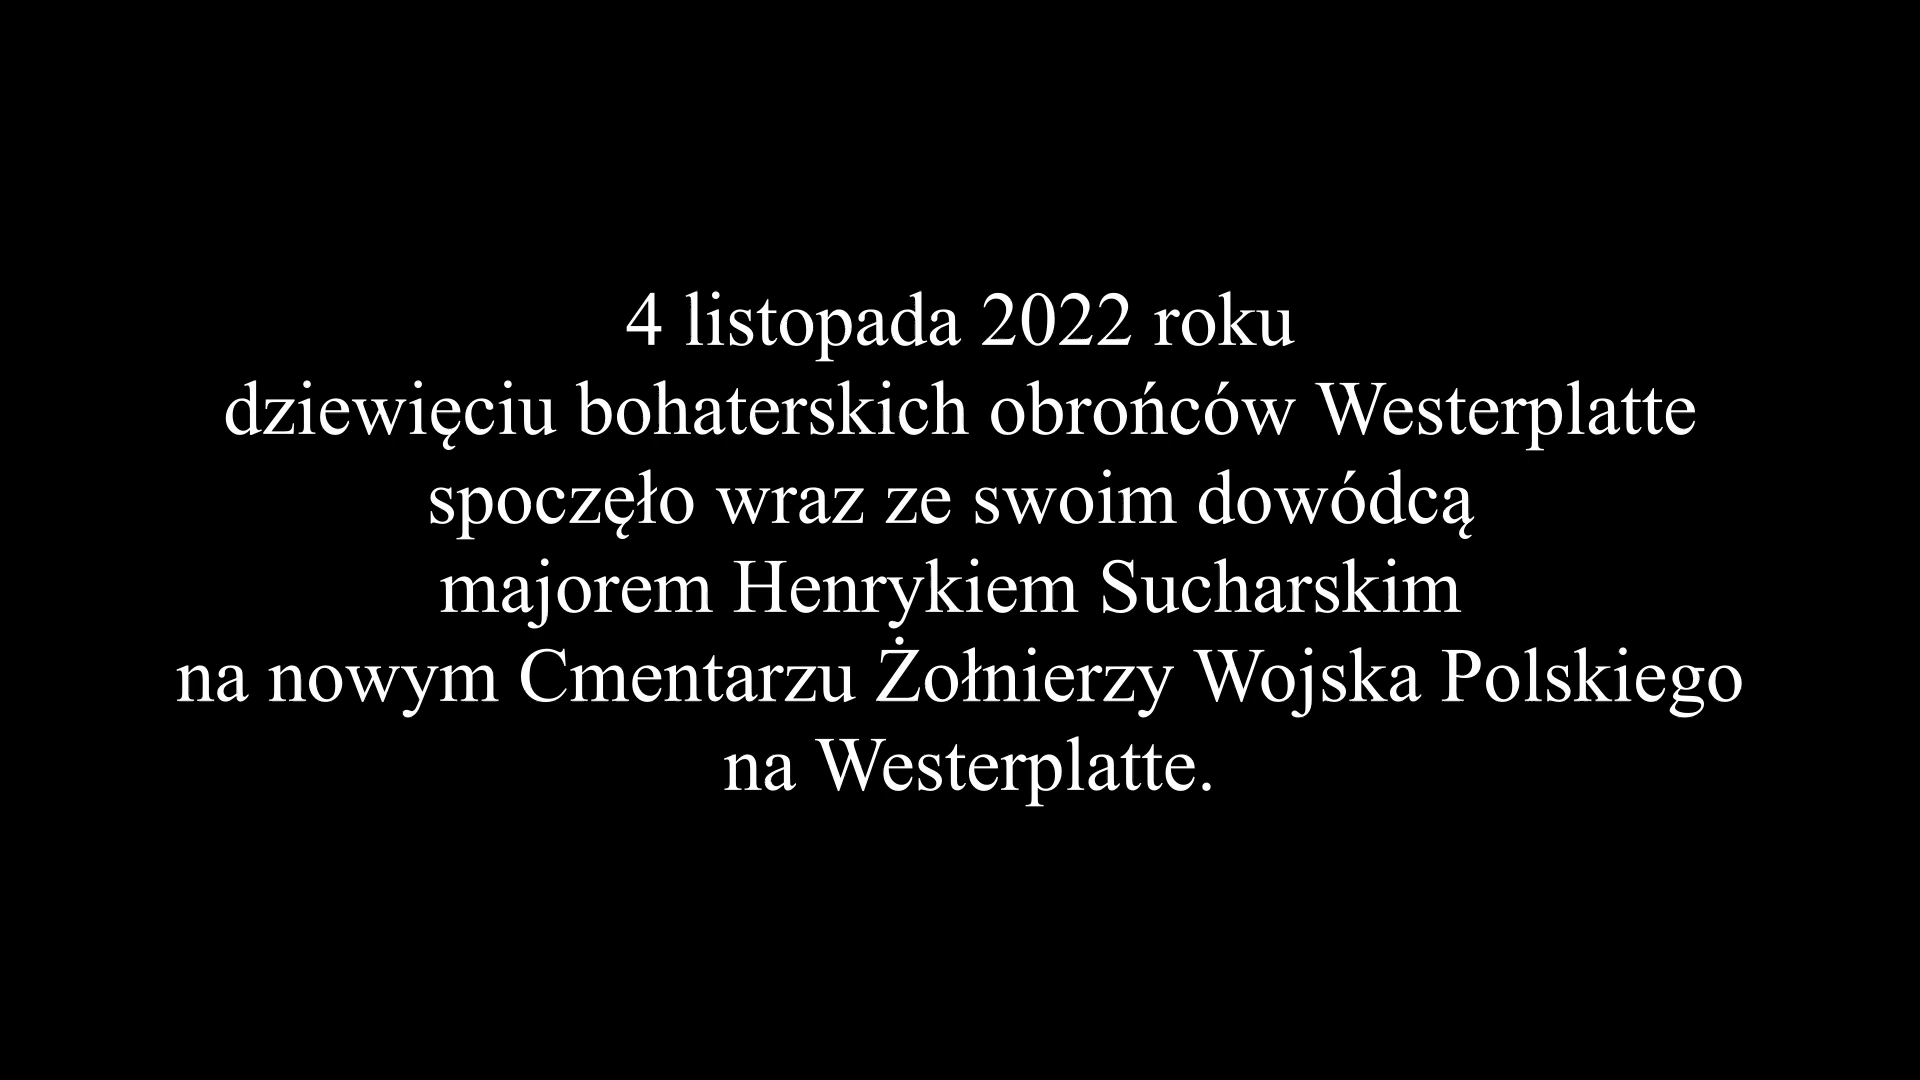 4 listopada 2022 roku
dziewięciu bohaterskich obrońców Westerplatte
spoczęło wraz ze swoim dowódcą
majorem Henrykiem Sucharskim
na nowym Cmentarzu Żołnierzy Wojska Polskiego
na Westerplatte.